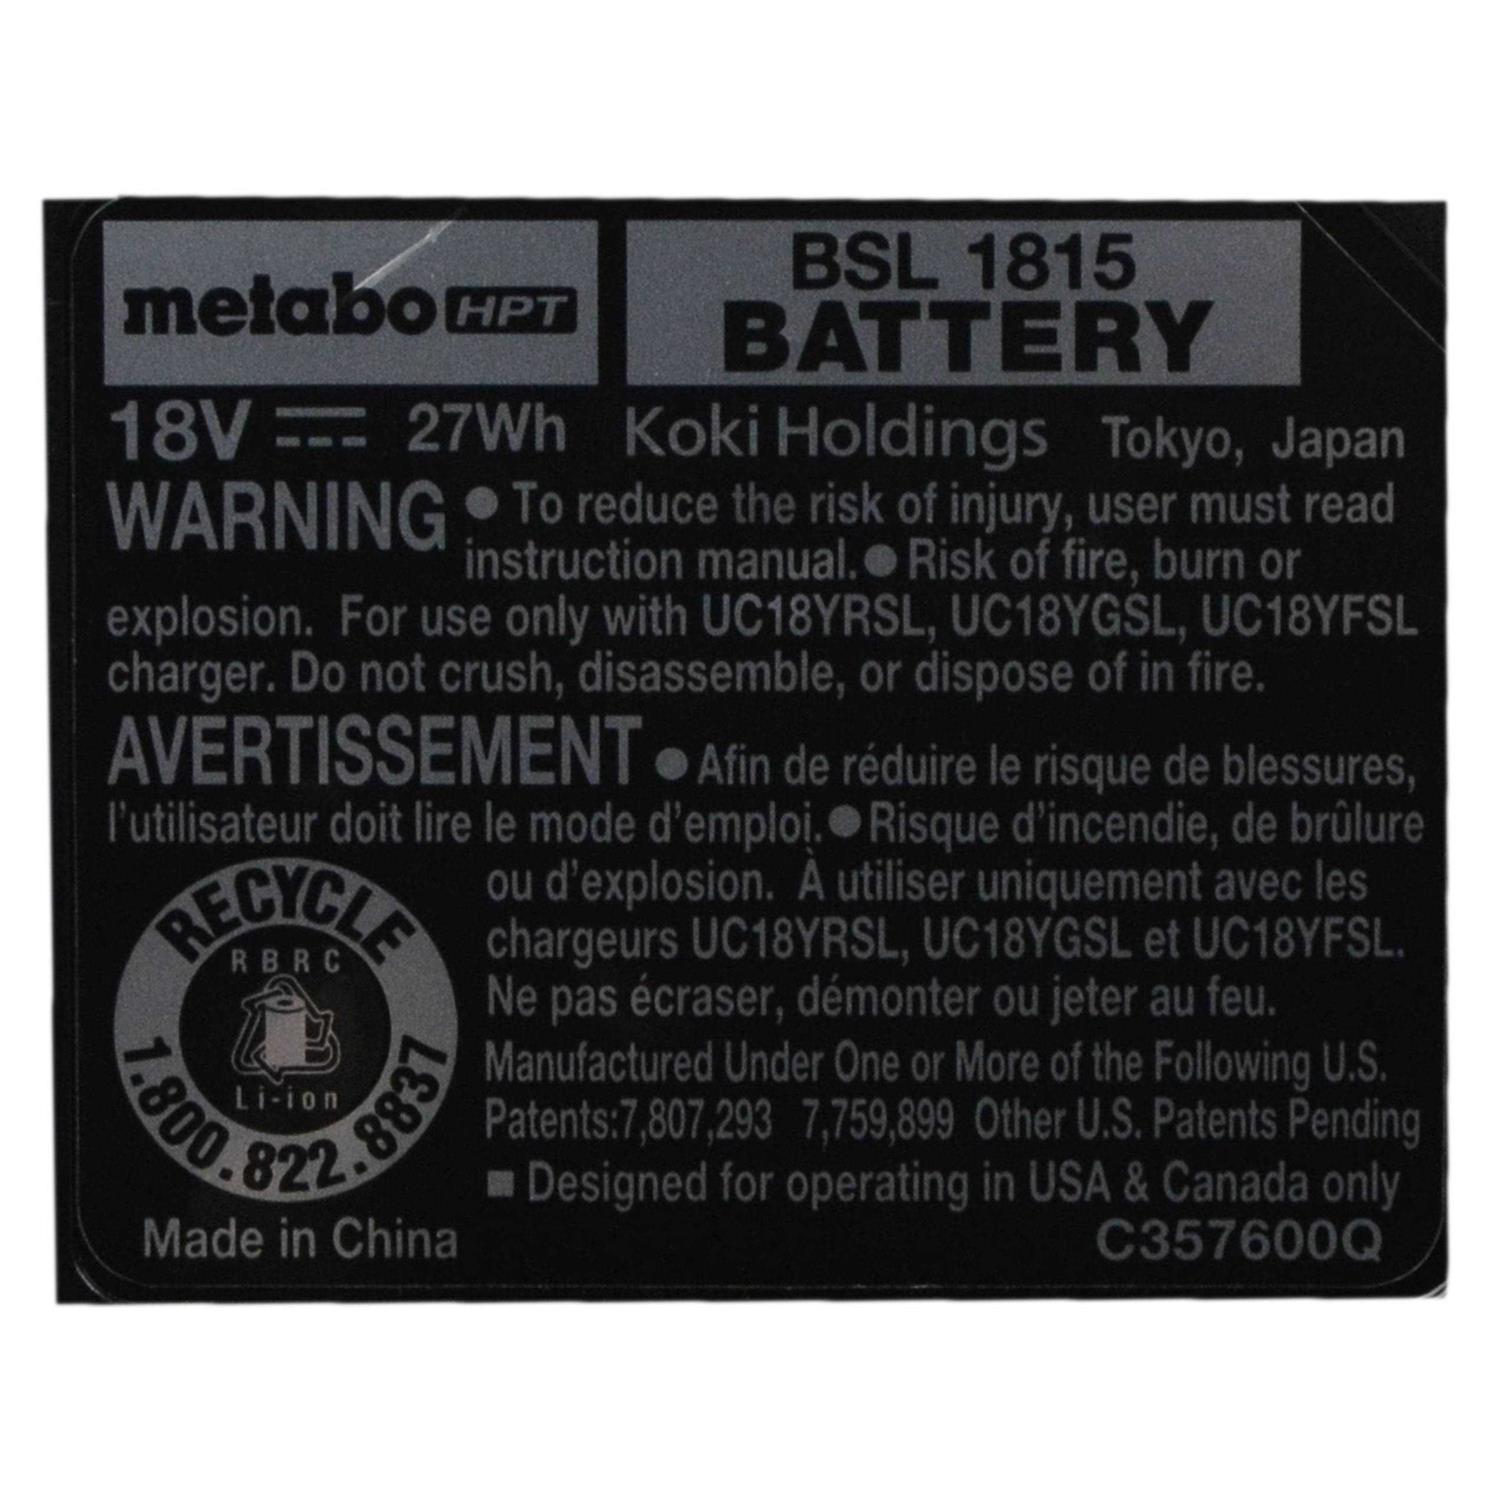 metabo HPT
BSL 1815
BATTERY
18V 27Wh Koki Holdings Tokyo, Japan
WARNING ● To reduce the risk of injury, user must read
instruction manual. ● Risk of fire, burn or
explosion. For use only with UC18YRSL, UC18YGSL, UC18YFSL
charger. Do not crush, disassemble, or dispose of in fire.
AVERTISSEMENT ● Afin de réduire le risque de blessures,
l'utilisateur doit lire le mode d'emploi. ● Risque d'incendie, de brûlure
ou d'explosion. À utiliser uniquement avec les
chargeurs UC18YRSL, UC18YGSL et UC18YFSL.
Ne pas écraser, démonter ou jeter au feu.
Manufactured Under One or More of the Following U.S.
Patents:7,807,293 7,759,899 Other U.S. Patents Pending
■ Designed for operating in USA & Canada only
RECYCLE
RBRC
Li-ion
1.800.822.8837
Made in China
C357600Q